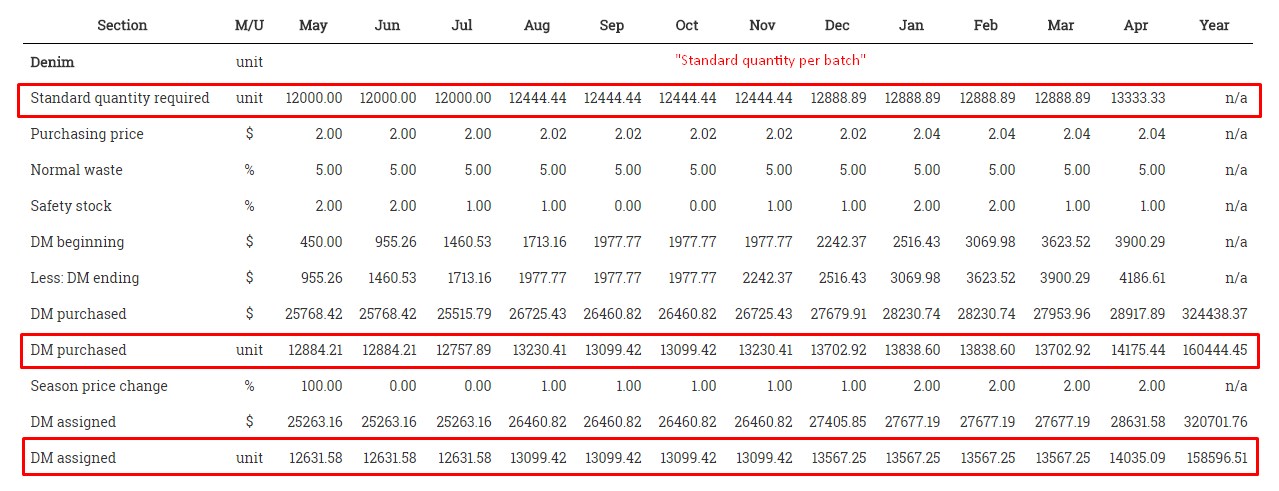 Section M/U May Jun Jul Aug Sep Oct Nov Dec Jan Feb Mar Apr Year
Denim unit "Standard quantity per batch"
Standard quantity required unit 12000.00 12000.00 12000.00 12444.44 12444.44 12444.44 12444.44 12888.89 12888.89 12888.89 12888.89 13333.33 n/a
Purchasing price $ 2.00 2.00 2.00 2.02 2.02 2.02 2.02 2.02 2.04 2.04 2.04 2.04 n/a
Normal waste % 5.00 5.00 5.00 5.00 5.00 5.00 5.00 5.00 5.00 5.00 5.00 5.00 n/a
Safety stock % 2.00 2.00 1.00 1.00 0.00 0.00 1.00 1.00 2.00 2.00 1.00 1.00 n/a
DM beginning $ 450.00 955.26 1460.53 1713.16 1977.77 1977.77 1977.77 2242.37 2516.43 3069.98 3623.52 3900.29 n/a
Less: DM ending $ 955.26 1460.53 1713.16 1977.77 1977.77 1977.77 2242.37 2516.43 3069.98 3623.52 3900.29 4186.61 n/a
DM purchased $ 25768.42 25768.42 25515.79 26725.43 26460.82 26460.82 26725.43 27679.91 28230.74 28230.74 27953.96 28917.89 324438.37
DM purchased unit 12884.21 12884.21 12757.89 13230.41 13099.42 13099.42 13230.41 13702.92 13838.60 13838.60 13702.92 14175.44 160444.45
Season price change % 100.00 0.00 0.00 1.00 1.00 1.00 1.00 1.00 2.00 2.00 2.00 2.00 n/a
DM assigned $ 25263.16 25263.16 25263.16 26460.82 26460.82 26460.82 26460.82 27405.85 27677.19 27677.19 27677.19 28631.58 320701.76
DM assigned unit 12631.58 12631.58 12631.58 13099.42 13099.42 13099.42 13099.42 13567.25 13567.25 13567.25 13567.25 14035.09 158596.51